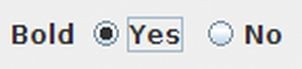 Bold Yes No